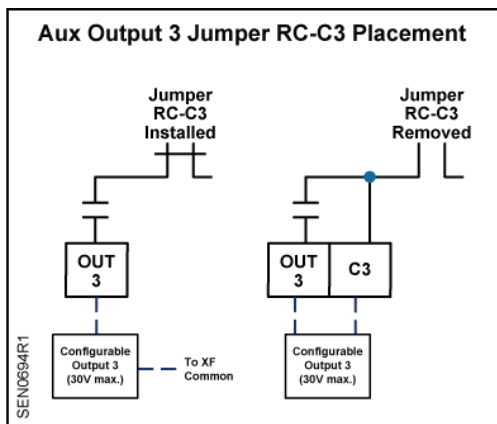 Aux Output 3 Jumper RC-C3 Placement
Jumper
RC-C3
Installed
Jumper
RC-C3
Removed
OUT
3
OUT
3
C3
Configurable
Output 3
(30V max.)
To XF
Common
Configurable
Output 3
(30V max.)
SEN0694R1